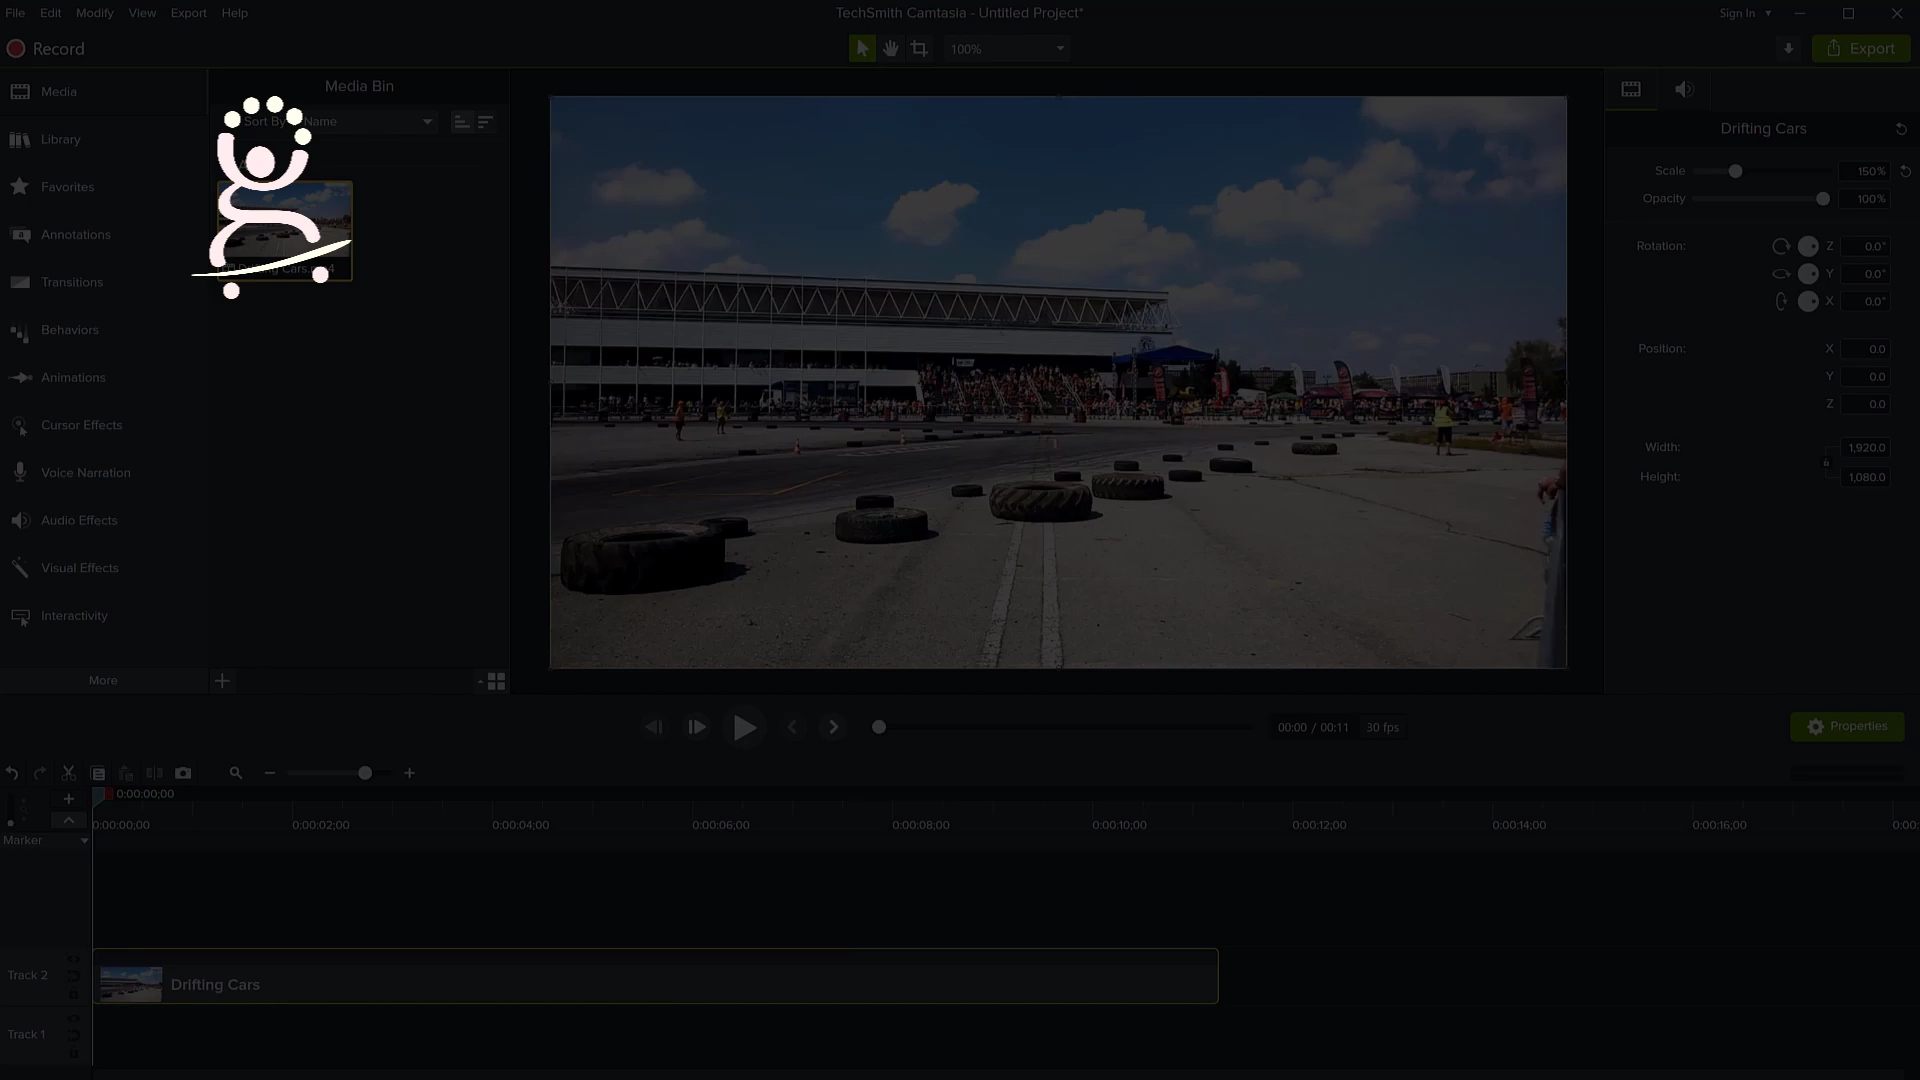 File Edit Modify View Export Help
TechSmith Camtasia - Untitled Project*
Sign In
Record
100%
Export
Media
Library
Favorites
Annotations
Transitions
Behaviors
Animations
Cursor Effects
Voice Narration
Audio Effects
Visual Effects
Interactivity
More
Media Bin
Sort By Name
Drifting Cars
Scale 150%
Opacity 100%
Rotation: Z 0.0°
Y 0.0°
X 0.0°
Position: X 0.0
Y 0.0
Z 0.0
Width: 1,920.0
Height: 1,080.0
00:00 / 00:11 30 fps
Properties
0:00:00;00
0:00:00;00 0:00:02;00 0:00:04;00 0:00:06;00 0:00:08;00 0:00:10;00 0:00:12;00 0:00:14;00 0:00:16;00 0:00:
Marker
Track 2
Drifting Cars
Track 1